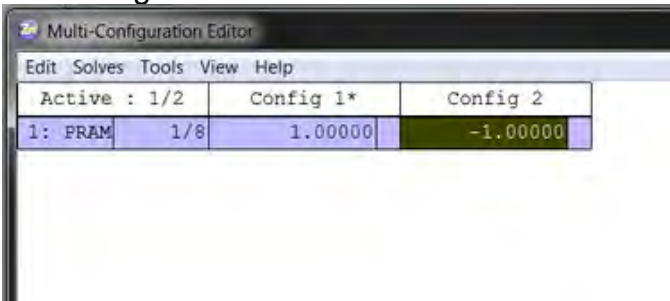 Multi-Configuration Editor
Edit Solves Tools View Help
Active : 1/2 Config 1* Config 2
1: PRAM 1/8 1.00000 -1.00000